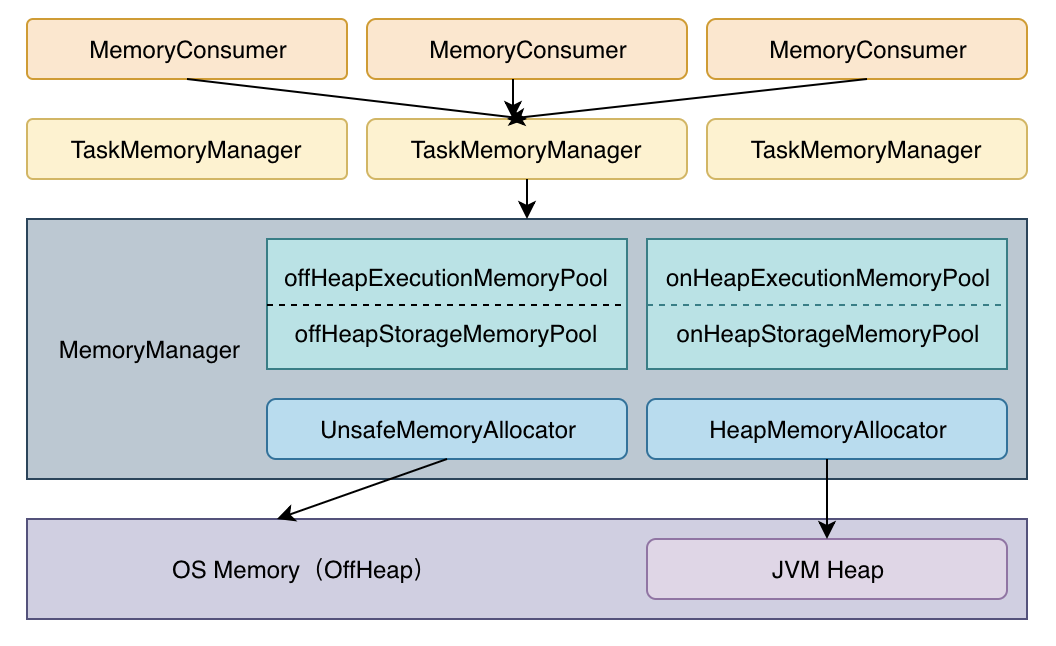 MemoryConsumer
MemoryConsumer
MemoryConsumer
TaskMemoryManager
TaskMemoryManager
TaskMemoryManager
MemoryManager
offHeapExecutionMemoryPool
offHeapStorageMemoryPool
onHeapExecutionMemoryPool
onHeapStorageMemoryPool
UnsafeMemoryAllocator
HeapMemoryAllocator
OS Memory（OffHeap）
JVM Heap